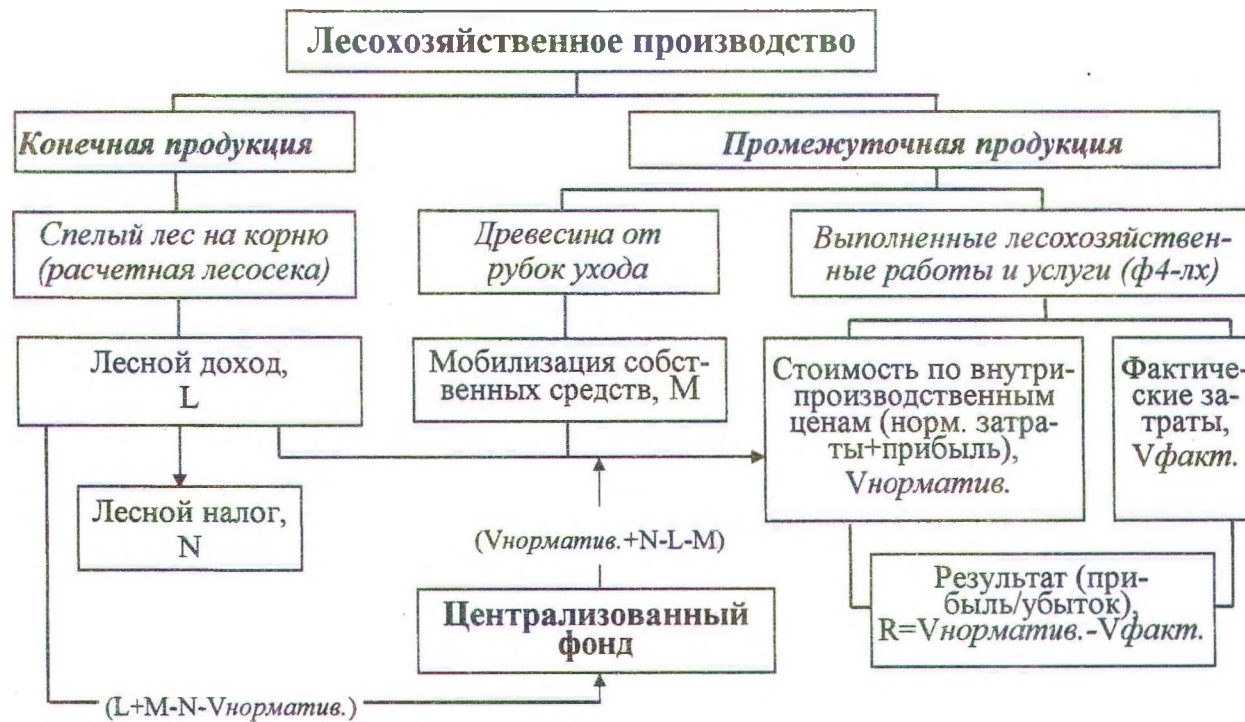 Лесохозяйственное производство
Конечная продукция
Промежуточная продукция
Спелый лес на корню
(расчетная лесосека)
Древесина от
рубок ухода
Выполненные лесохозяйствен-
ные работы и услуги (ф4-лх)
Лесной доход,
L
Мобилизация собст-
венных средств, М
Стоимость по внутри-
производственным
ценам (норм. затра-
ты+прибыль),
Vнорматив.
Фактиче-
ские за-
траты,
Vфакт.
Лесной налог,
N
(Vнорматив.+N-L-M)
Централизованный
фонд
Результат (при-
быль/убыток),
R=Vнорматив.-Vфакт.
(L+M-N-Vнорматив.)